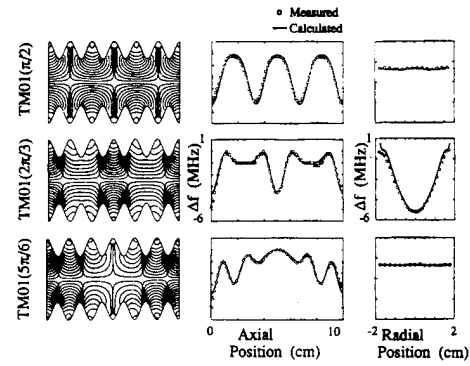 Measured
Calculated
TM01(π/2)
TM01(2π/3)
1
Δf (MHz)
-6
1
Δf (MHz)
-6
TM01(5π/6)
0
Axial
10
Position (cm)
-2
Radial
2
Position (cm)